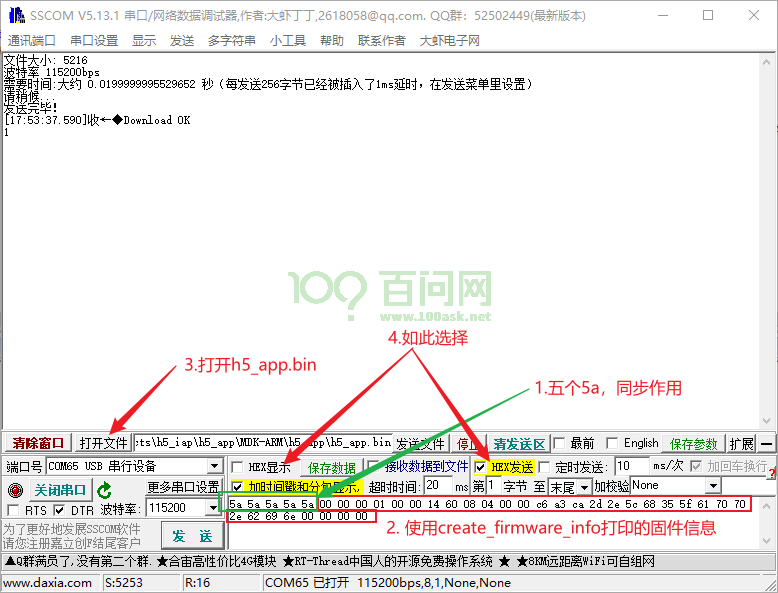 SSCOM V5.13.1 串口/网络数据调试器,作者:大虾丁丁,2618058@qq.com. QQ群：52502449(最新版本)
通讯端口 串口设置 显示 发送 多字符串 小工具 帮助 联系作者 大虾电子网
文件大小: 5216
波特率 115200bps
需要时间:大约 0.0199999995529652 秒（每发送256字节已经被插入了1ms延时，在发送菜单里设置）
请稍候...
发送完毕!
[17:53:37.590]收←◆Download OK
1
100 百问网
www.100ask.net
4.如此选择
3.打开h5_app.bin
1.五个5a，同步作用
清除窗口 打开文件 cts\h5_iap\h5_app\MDK-ARM\h5_app\h5_app.bin 发送文件 停止 清发送区 最前 English 保存参数 扩展 —
端口号 COM65 USB 串行设备 HEX显示 保存数据 接收数据到文件 HEX发送 定时发送: 10 ms/次 加回车换行
关闭串口 更多串口设置 加时间戳和分包显示, 超时时间: 20 ms 第 1 字节 至 末尾 加校验 None
RTS DTR 波特率: 115200 5a 5a 5a 5a 5a 00 00 00 01 00 00 14 60 08 04 00 00 00 c6 a3 ca 2d 2e 5c 68 35 5f 61 70 70
2e 62 69 6e 00 00 00 00
为了更好地发展SSCOM软件
请您注册嘉立创F结尾客户
发 送
2. 使用create_firmware_info打印的固件信息
▲Q群满员了,没有第二个群. ★合宙高性价比4G模块 ★RT-Thread中国人的开源免费操作系统 ★ ★8KM远距离WiFi可自组网
www.daxia.com S:5253 R:16 COM65 已打开 115200bps,8,1,None,None